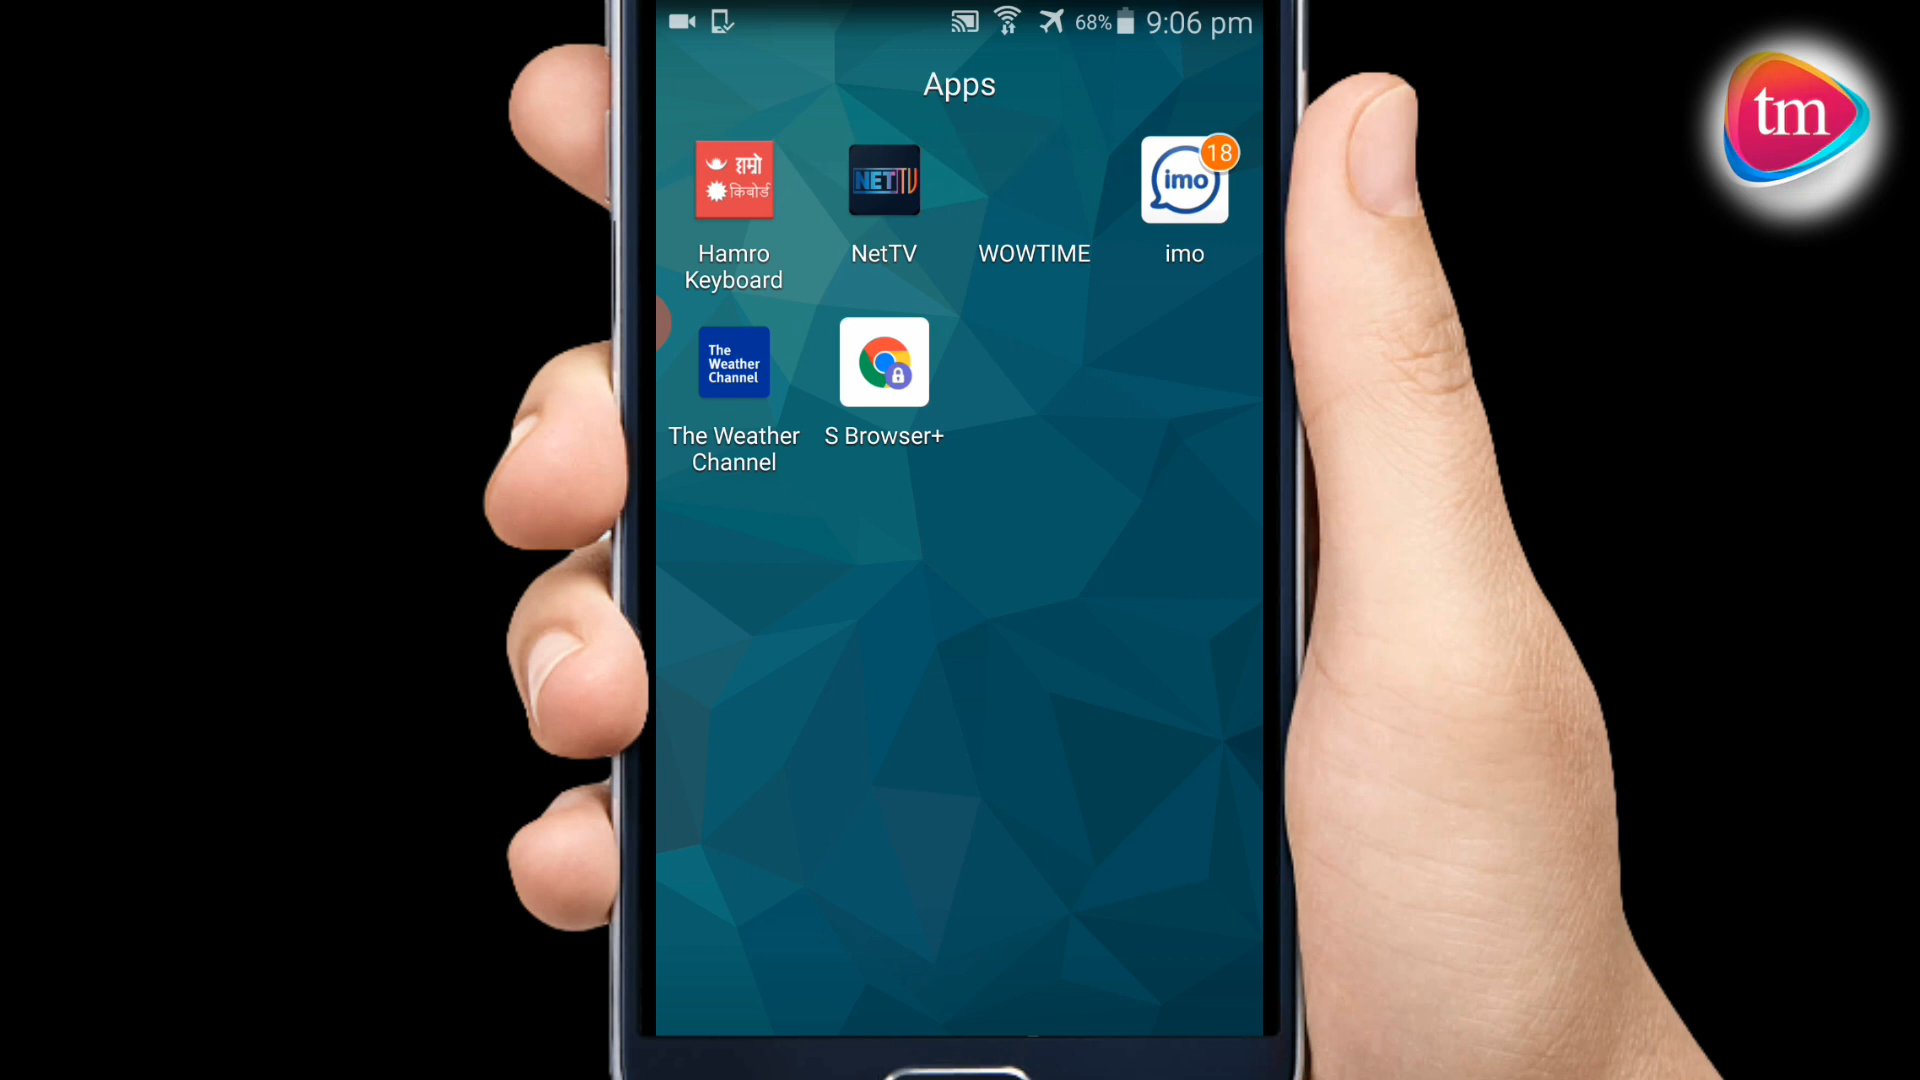 68% 9:06 pm
Apps
हाम्रो
किबोर्ड
NETTV
18
imo
Hamro
Keyboard
NetTV
WOWTIME
imo
The
Weather
Channel
The Weather
Channel
S Browser+
tm